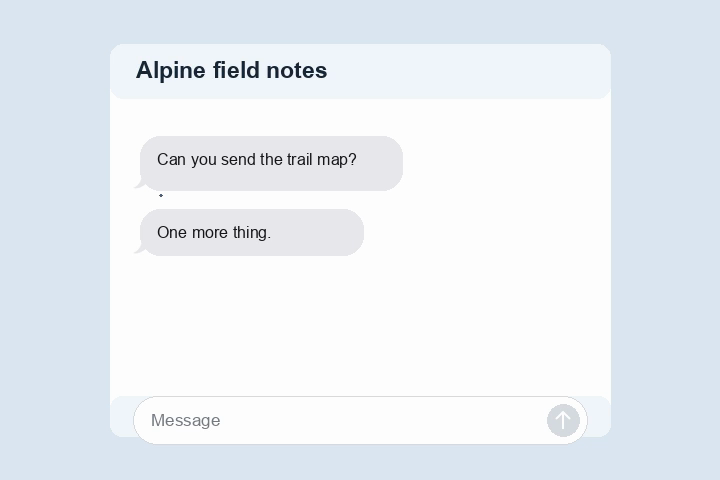 Alpine field notes
Can you send the trail map?
One more thing.
Message